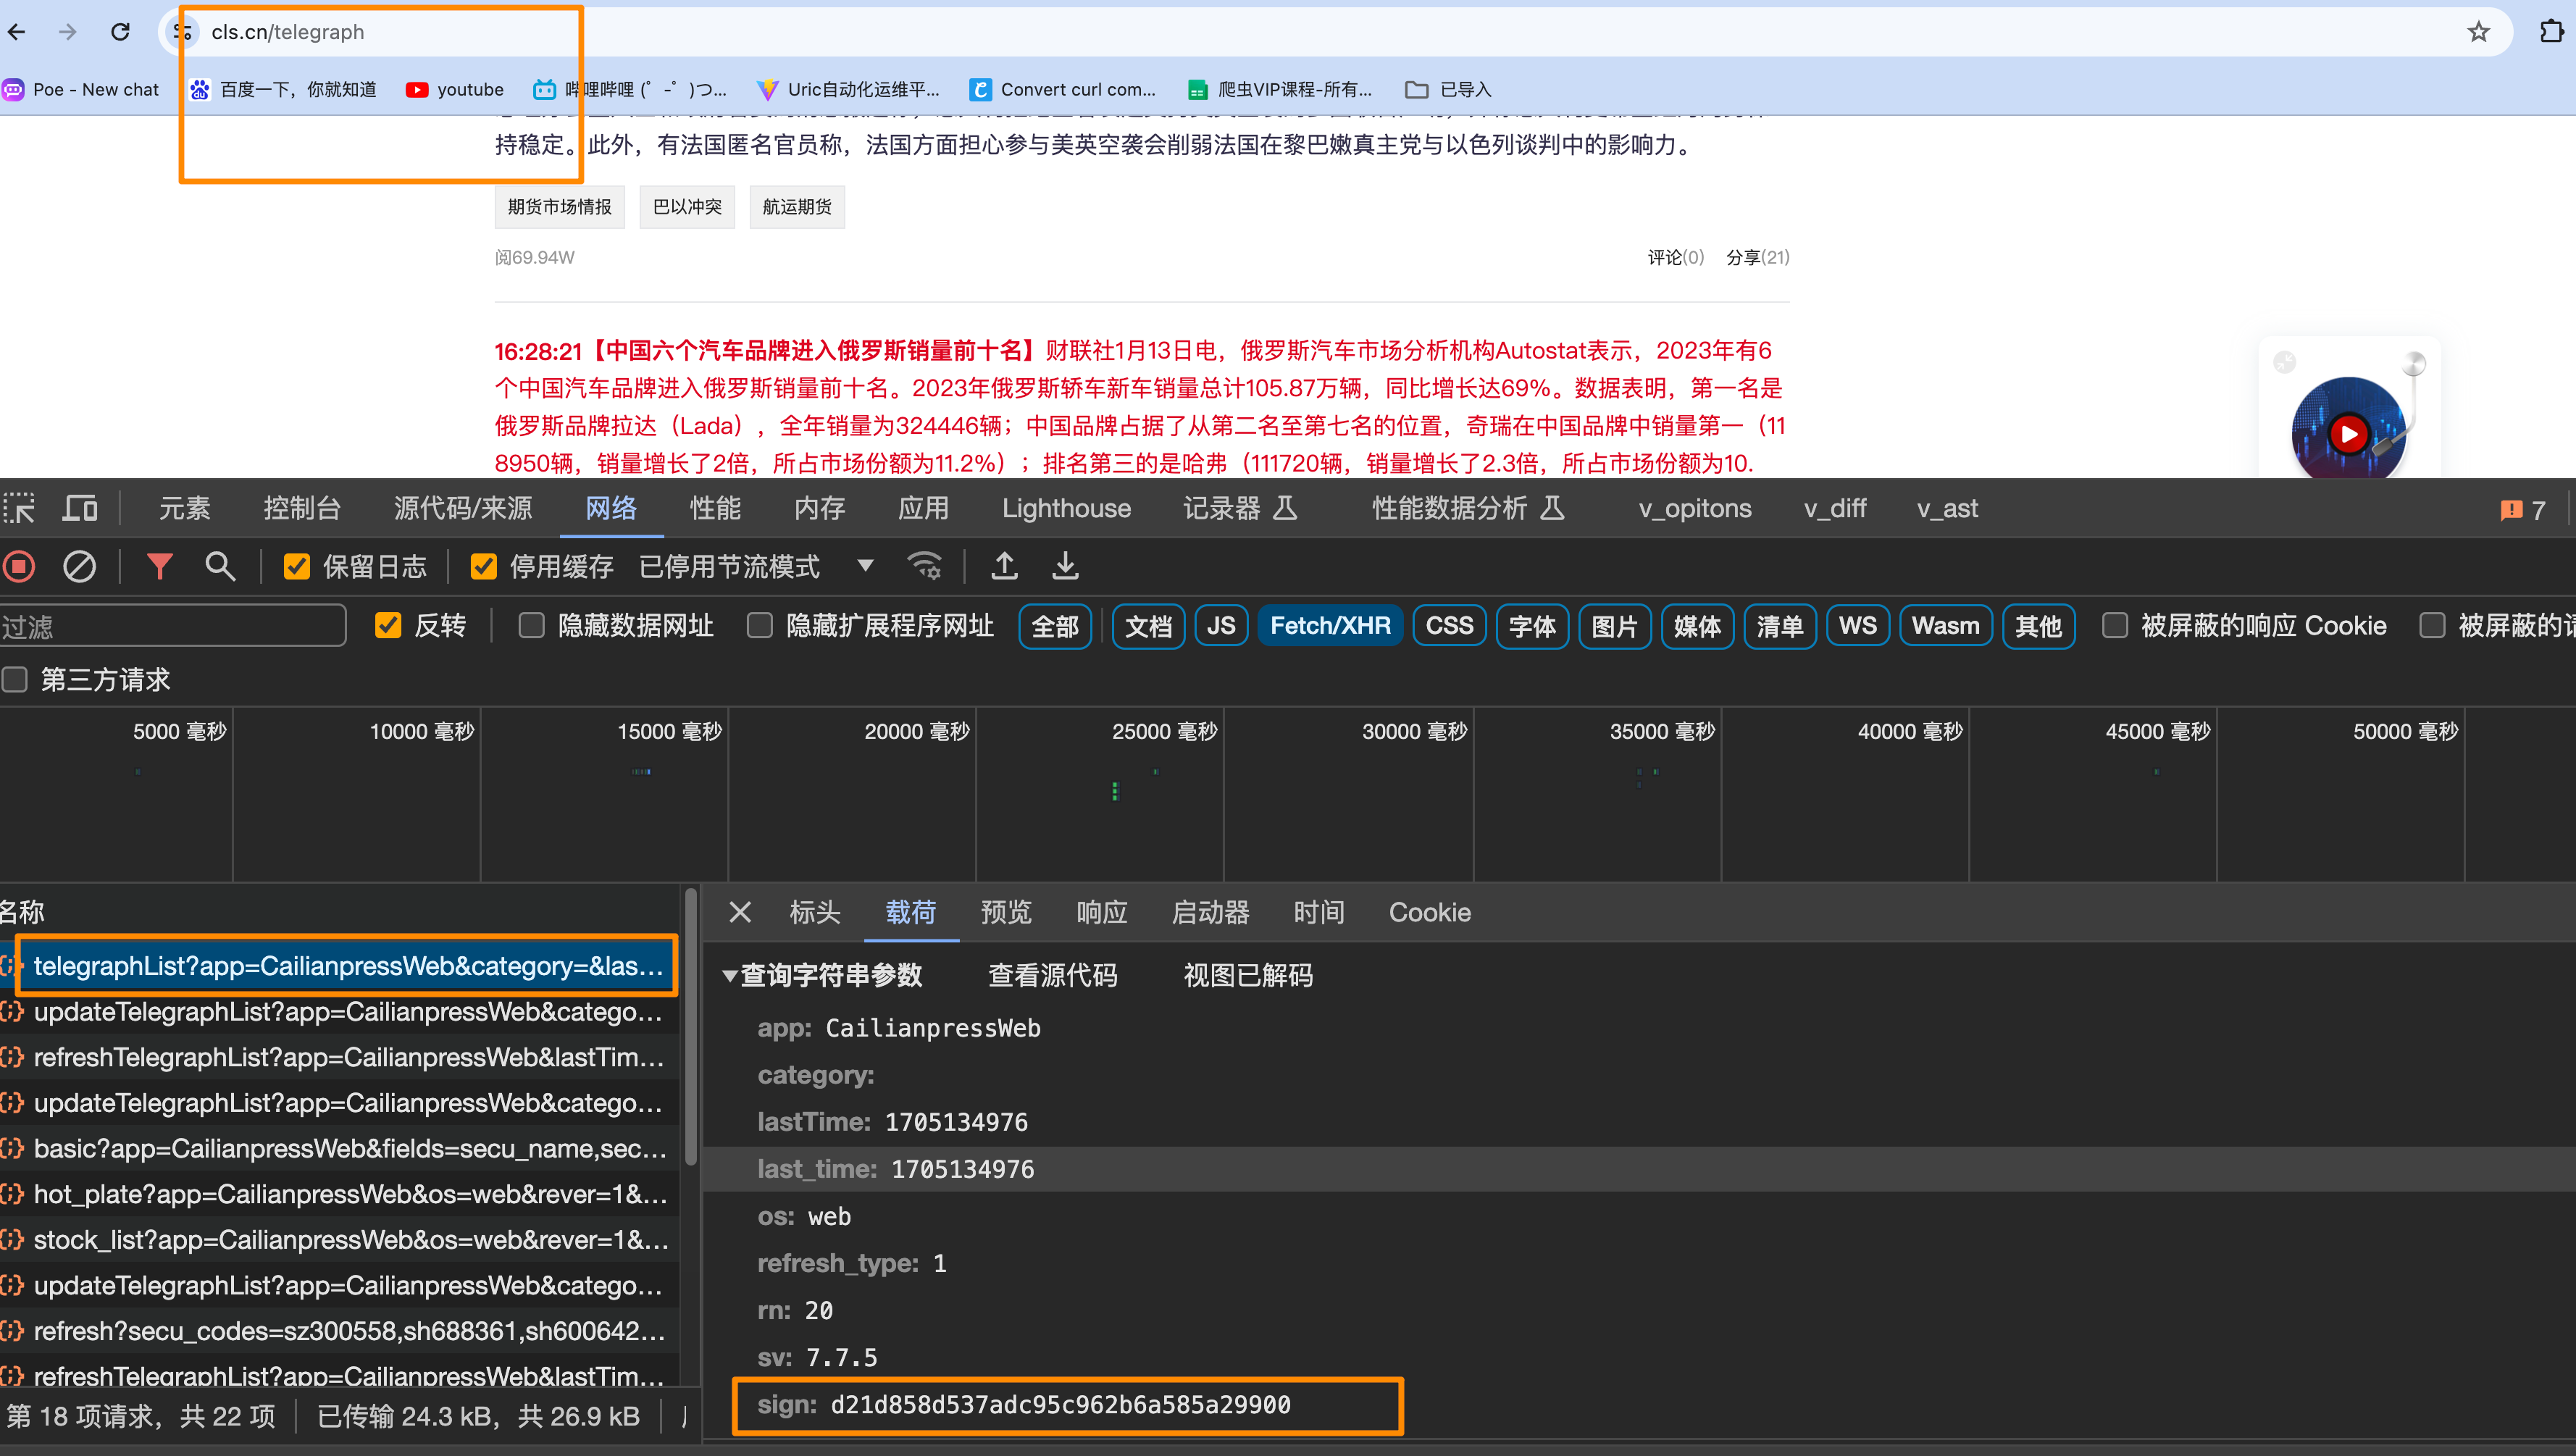 cls.cn/telegraph
Poe - New chat
百度一下，你就知道
youtube
哔哩哔哩 (゜-゜)つ...
Uric自动化运维平...
Convert curl com...
爬虫VIP课程-所有...
已导入
持稳定。此外，有法国匿名官员称，法国方面担心参与美英空袭会削弱法国在黎巴嫩真主党与以色列谈判中的影响力。
期货市场情报
巴以冲突
航运期货
阅69.94W
评论(0)
分享(21)
16:28:21【中国六个汽车品牌进入俄罗斯销量前十名】财联社1月13日电，俄罗斯汽车市场分析机构Autostat表示，2023年有6
个中国汽车品牌进入俄罗斯销量前十名。2023年俄罗斯轿车新车销量总计105.87万辆，同比增长达69%。数据表明，第一名是
俄罗斯品牌拉达（Lada），全年销量为324446辆；中国品牌占据了从第二名至第七名的位置，奇瑞在中国品牌中销量第一（11
8950辆，销量增长了2倍，所占市场份额为11.2%）；排名第三的是哈弗（111720辆，销量增长了2.3倍，所占市场份额为10.
元素
控制台
源代码/来源
网络
性能
内存
应用
Lighthouse
记录器
性能数据分析
v_opitons
v_diff
v_ast
7
保留日志
停用缓存
已停用节流模式
过滤
反转
隐藏数据网址
隐藏扩展程序网址
全部
文档
JS
Fetch/XHR
CSS
字体
图片
媒体
清单
WS
Wasm
其他
被屏蔽的响应 Cookie
被屏蔽的请
第三方请求
5000 毫秒
10000 毫秒
15000 毫秒
20000 毫秒
25000 毫秒
30000 毫秒
35000 毫秒
40000 毫秒
45000 毫秒
50000 毫秒
名称
telegraphList?app=CailianpressWeb&category=&las...
updateTelegraphList?app=CailianpressWeb&catego...
refreshTelegraphList?app=CailianpressWeb&lastTim...
updateTelegraphList?app=CailianpressWeb&catego...
basic?app=CailianpressWeb&fields=secu_name,sec...
hot_plate?app=CailianpressWeb&os=web&rever=1&...
stock_list?app=CailianpressWeb&os=web&rever=1&...
updateTelegraphList?app=CailianpressWeb&catego...
refresh?secu_codes=sz300558,sh688361,sh600642...
refreshTelegraphList?app=CailianpressWeb&lastTim...
第 18 项请求，共 22 项
已传输 24.3 kB，共 26.9 kB
标头
载荷
预览
响应
启动器
时间
Cookie
查询字符串参数
查看源代码
视图已解码
app: CailianpressWeb
category:
lastTime: 1705134976
last_time: 1705134976
os: web
refresh_type: 1
rn: 20
sv: 7.7.5
sign: d21d858d537adc95c962b6a585a29900